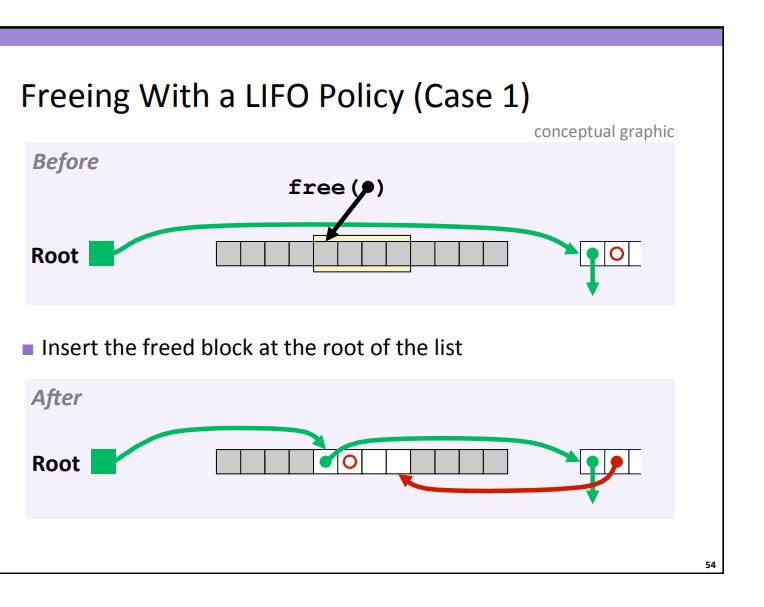 Freeing With a LIFO Policy (Case 1)
conceptual graphic
Before
free( )
Root
Insert the freed block at the root of the list
After
Root
54